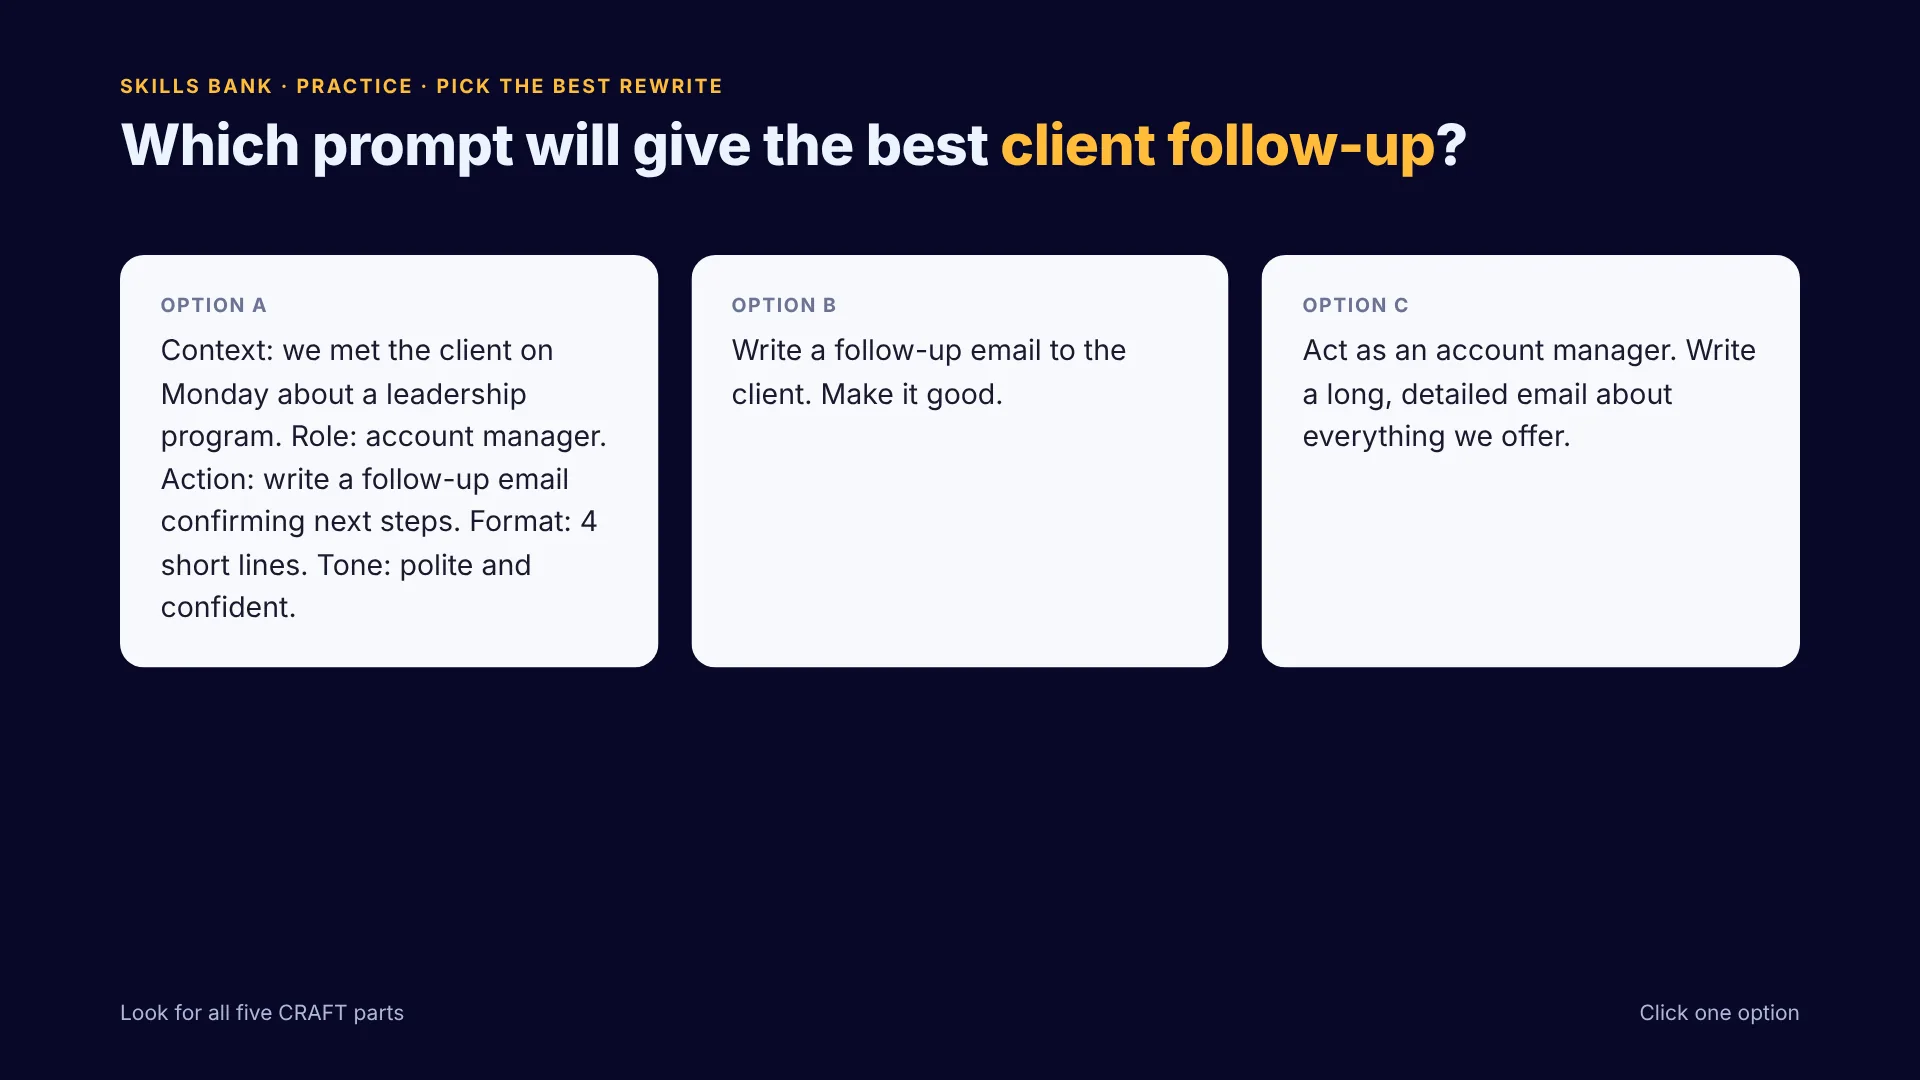 SKILLS BANK · PRACTICE · PICK THE BEST REWRITE
Which prompt will give the best client follow-up?
OPTION A
Context: we met the client on
Monday about a leadership
program. Role: account manager.
Action: write a follow-up email
confirming next steps. Format: 4
short lines. Tone: polite and
confident.
OPTION B
Write a follow-up email to the
client. Make it good.
OPTION C
Act as an account manager. Write
a long, detailed email about
everything we offer.
Look for all five CRAFT parts
Click one option